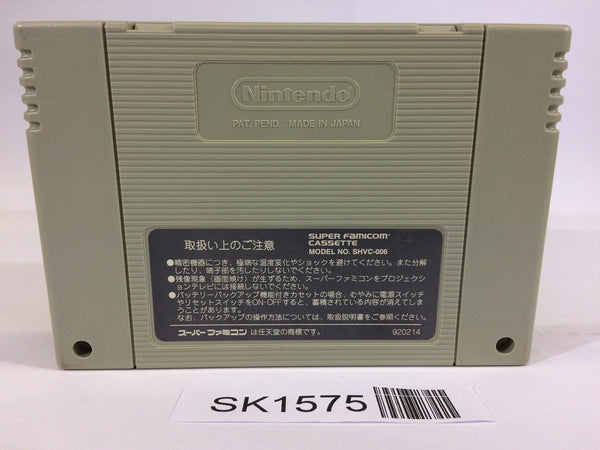 Nintendo
PAT. PEND. MADE IN JAPAN
取扱い上のご注意
SUPER FAMICOM
CASSETTE
MODEL NO. SHVC-006
●精密機器につき、極端な温度変化やショックを避けてください。また分解
したり、端子部を汚したりしないでください。
●残像現象（画面焼け）が生ずるため、スーパーファミコンをプロジェクシ
ョンテレビには接続しないでください。
●バッテリーバックアップ機能付きカセットの場合、むやみに電源スイッチ
やリセットスイッチをON・OFFすると、蓄積されている内容が消えてしま
うことがあります。
なお、バックアップの操作方法については、取扱説明書をご参照ください。
スーパーファミコン は任天堂の商標です。
920214
SK1575